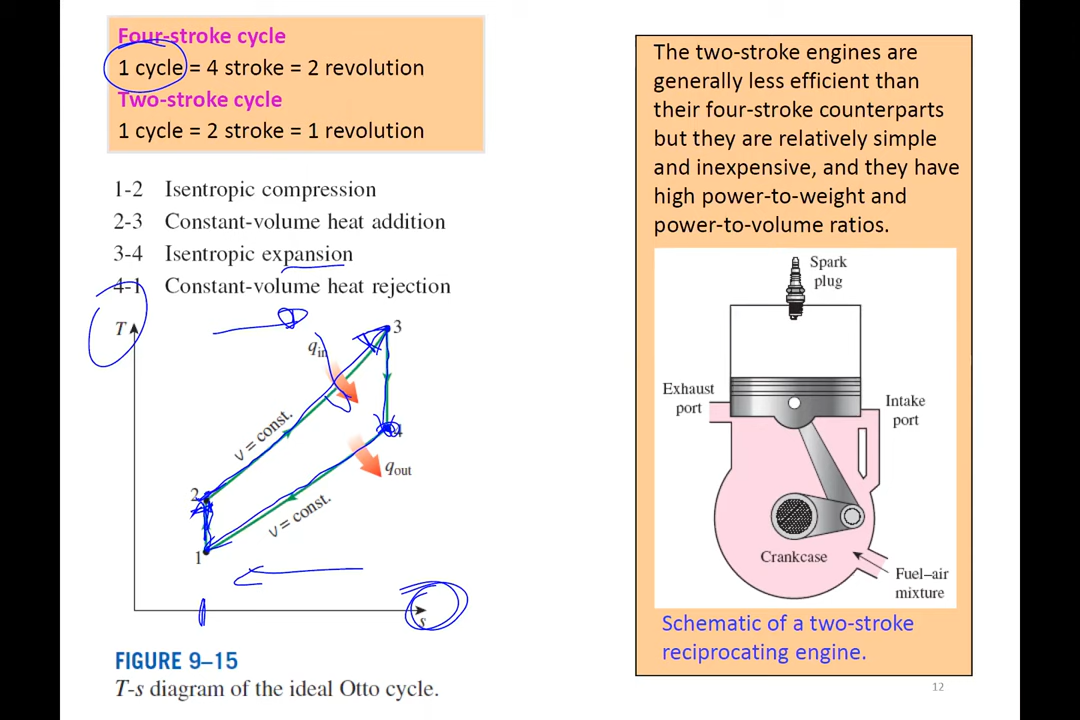 Four-stroke cycle
1 cycle = 4 stroke = 2 revolution
Two-stroke cycle
1 cycle = 2 stroke = 1 revolution
1-2 Isentropic compression
2-3 Constant-volume heat addition
3-4 Isentropic expansion
4-1 Constant-volume heat rejection
T
3
q in
v = const.
4
2
q out
v = const.
1
s
FIGURE 9–15
T-s diagram of the ideal Otto cycle.
The two-stroke engines are
generally less efficient than
their four-stroke counterparts
but they are relatively simple
and inexpensive, and they have
high power-to-weight and
power-to-volume ratios.
Spark
plug
Exhaust
port
Intake
port
Crankcase
Fuel–air
mixture
Schematic of a two-stroke
reciprocating engine.
12